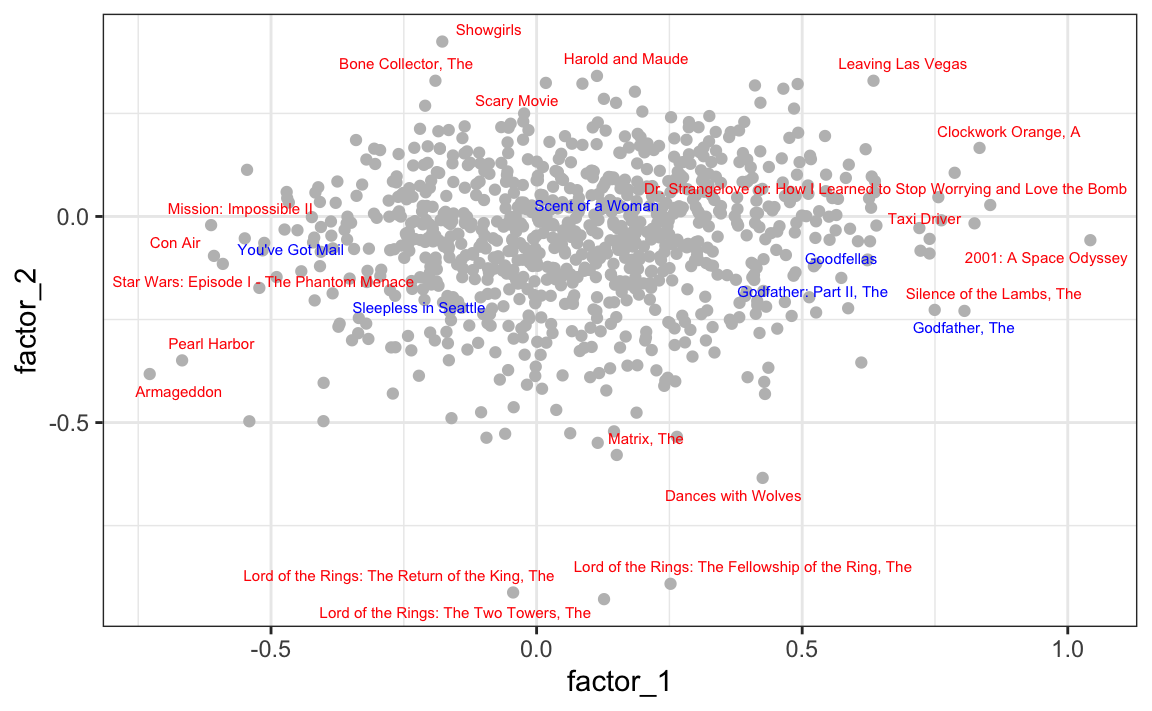 Showgirls
Harold and Maude
Bone Collector, The
Leaving Las Vegas
Scary Movie
Clockwork Orange, A
Dr. Strangelove or: How I Learned to Stop Worrying and Love the Bomb
Scent of a Woman
Mission: Impossible II
Taxi Driver
Con Air
You've Got Mail
Goodfellas
2001: A Space Odyssey
Star Wars: Episode I - The Phantom Menace
Godfather: Part II, The
Silence of the Lambs, The
Sleepless in Seattle
Godfather, The
Pearl Harbor
Armageddon
Matrix, The
Dances with Wolves
Lord of the Rings: The Fellowship of the Ring, The
Lord of the Rings: The Return of the King, The
Lord of the Rings: The Two Towers, The
0.0
-0.5
factor_2
-0.5
0.0
0.5
1.0
factor_1